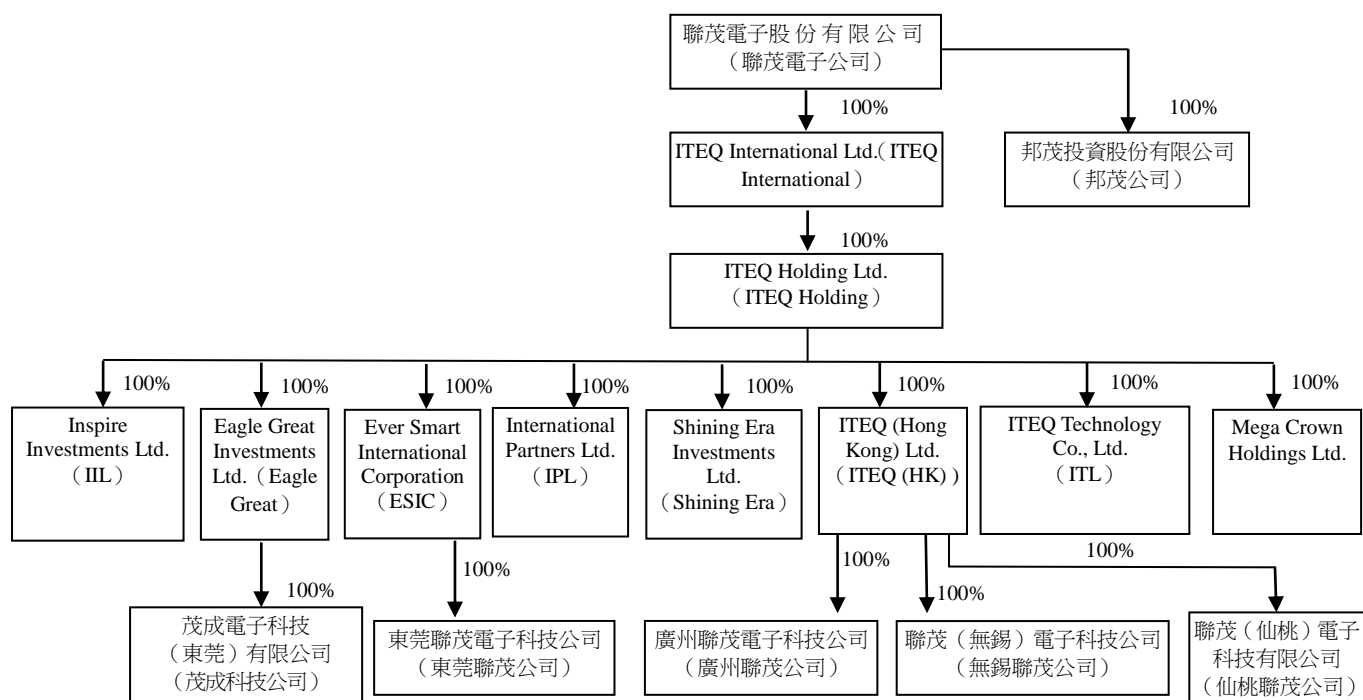 聯茂電子股份有限公司
（聯茂電子公司）
100%
100%
ITEQ International Ltd.（ITEQ
International）
邦茂投資股份有限公司
（邦茂公司）
100%
ITEQ Holding Ltd.
（ITEQ Holding）
100%
100%
100%
100%
100%
100%
100%
100%
Inspire
Investments Ltd.
（IIL）
Eagle Great
Investments
Ltd.（Eagle
Great）
Ever Smart
International
Corporation
（ESIC）
International
Partners Ltd.
（IPL）
Shining Era
Investments
Ltd.
（Shining Era）
ITEQ (Hong
Kong) Ltd.
（ITEQ (HK)）
ITEQ Technology
Co., Ltd.
（ITL）
Mega Crown
Holdings Ltd.
100%
100%
100%
100%
100%
茂成電子科技
（東莞）有限公司
（茂成科技公司）
東莞聯茂電子科技公司
（東莞聯茂公司）
廣州聯茂電子科技公司
（廣州聯茂公司）
聯茂（無錫）電子科技公司
（無錫聯茂公司）
聯茂（仙桃）電子
科技有限公司
（仙桃聯茂公司）